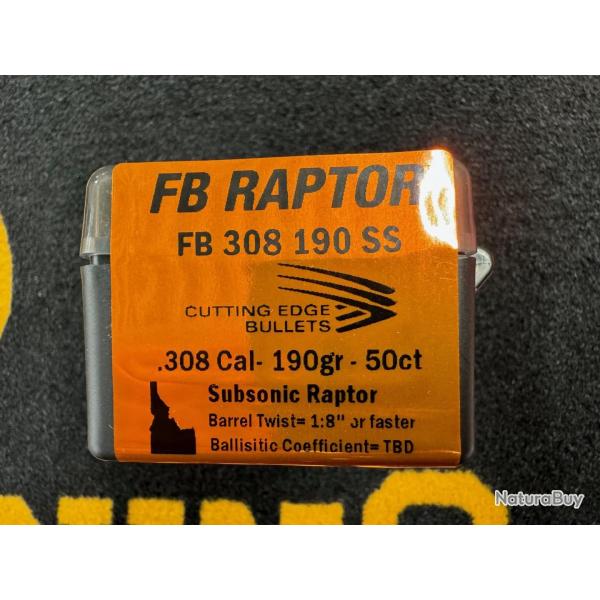 FB RAPTOR
FB 308 190 SS
CUTTING EDGE
BULLETS
.308 Cal- 190gr - 50ct
Subsonic Raptor
Barrel Twist= 1:8" or faster
Ballisitic Coefficient= TBD
NaturaBuy